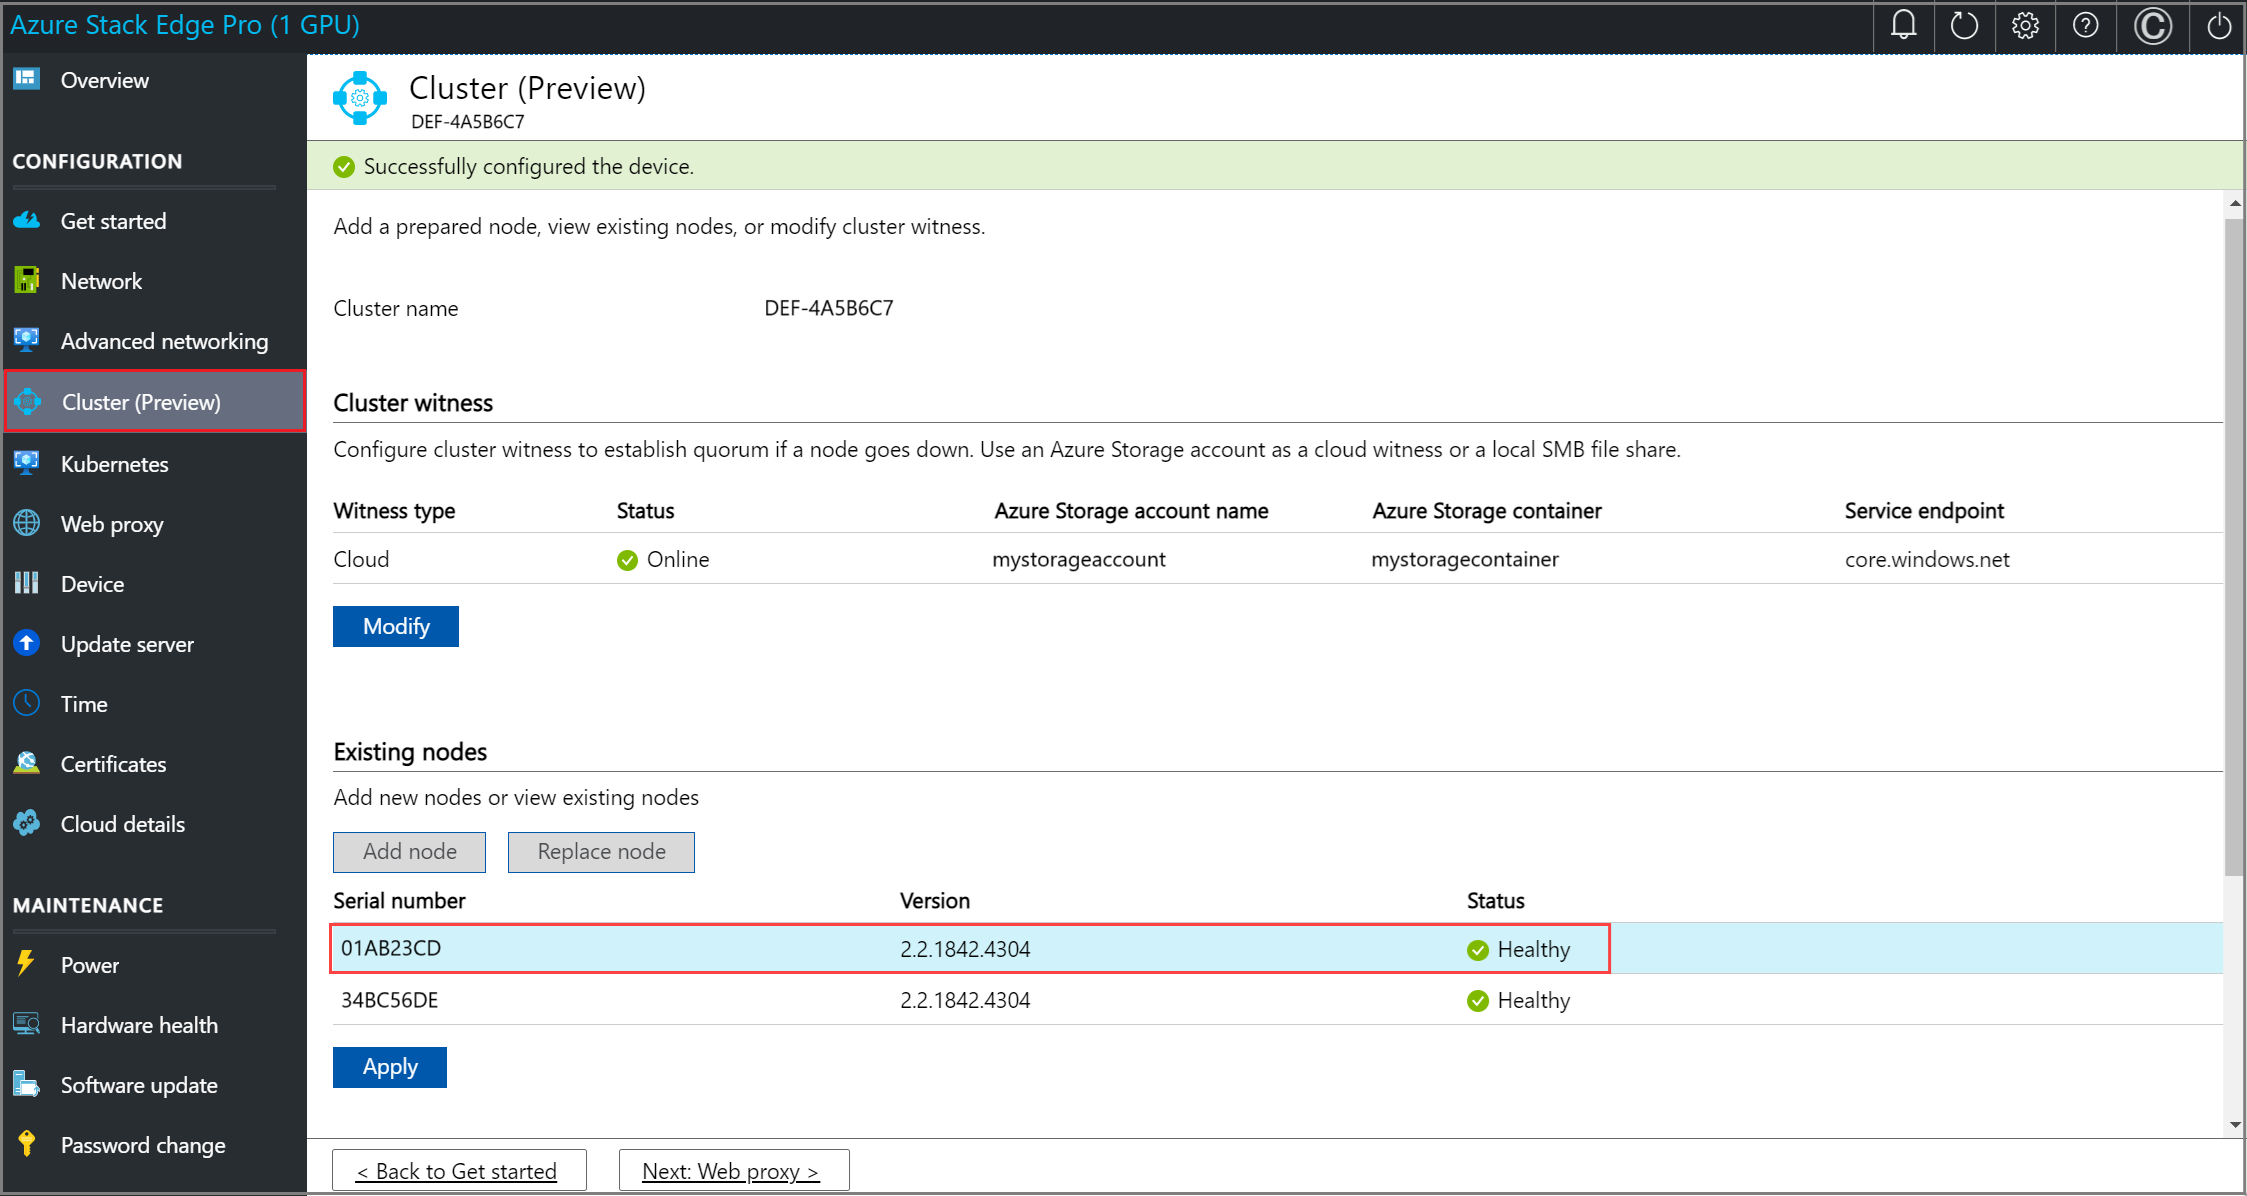 Azure Stack Edge Pro (1 GPU)
Overview
CONFIGURATION
Get started
Network
Advanced networking
Cluster (Preview)
Kubernetes
Web proxy
Device
Update server
Time
Certificates
Cloud details
MAINTENANCE
Power
Hardware health
Software update
Password change
Cluster (Preview)
DEF-4A5B6C7
Successfully configured the device.
Add a prepared node, view existing nodes, or modify cluster witness.
Cluster name DEF-4A5B6C7
Cluster witness
Configure cluster witness to establish quorum if a node goes down. Use an Azure Storage account as a cloud witness or a local SMB file share.
Witness type Status Azure Storage account name Azure Storage container Service endpoint
Cloud Online mystorageaccount mystoragecontainer core.windows.net
Modify
Existing nodes
Add new nodes or view existing nodes
Add node Replace node
Serial number Version Status
01AB23CD 2.2.1842.4304 Healthy
34BC56DE 2.2.1842.4304 Healthy
Apply
< Back to Get started Next: Web proxy >